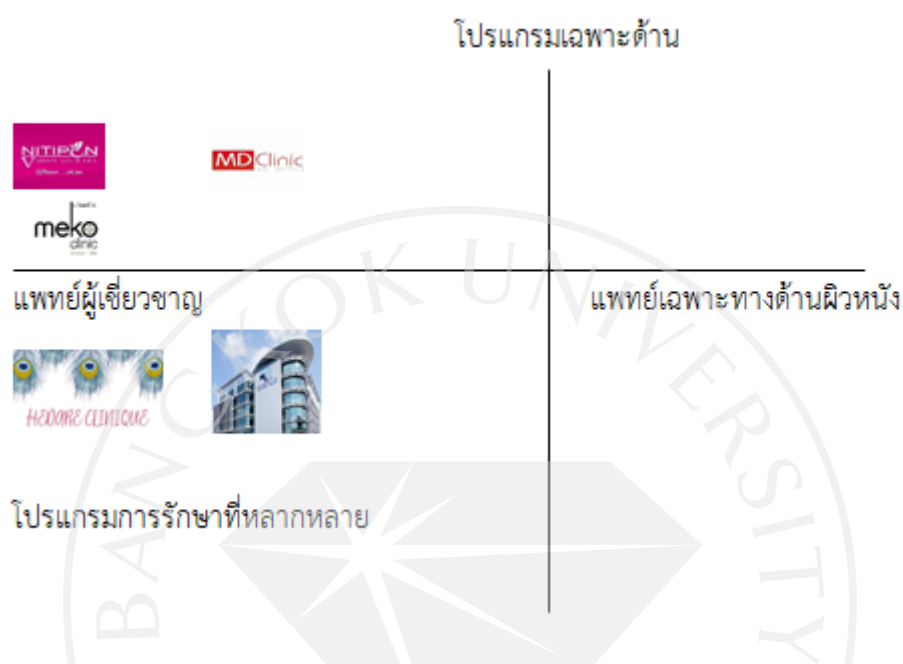 โปรแกรมเฉพาะด้าน
NITIPON
MD Clinic
meko
clinic
แพทย์ผู้เชี่ยวชาญ
แพทย์เฉพาะทางด้านผิวหนัง
HEDARE CLINIQUE
โปรแกรมการรักษาที่หลากหลาย
BANGKOK UNIVERSITY